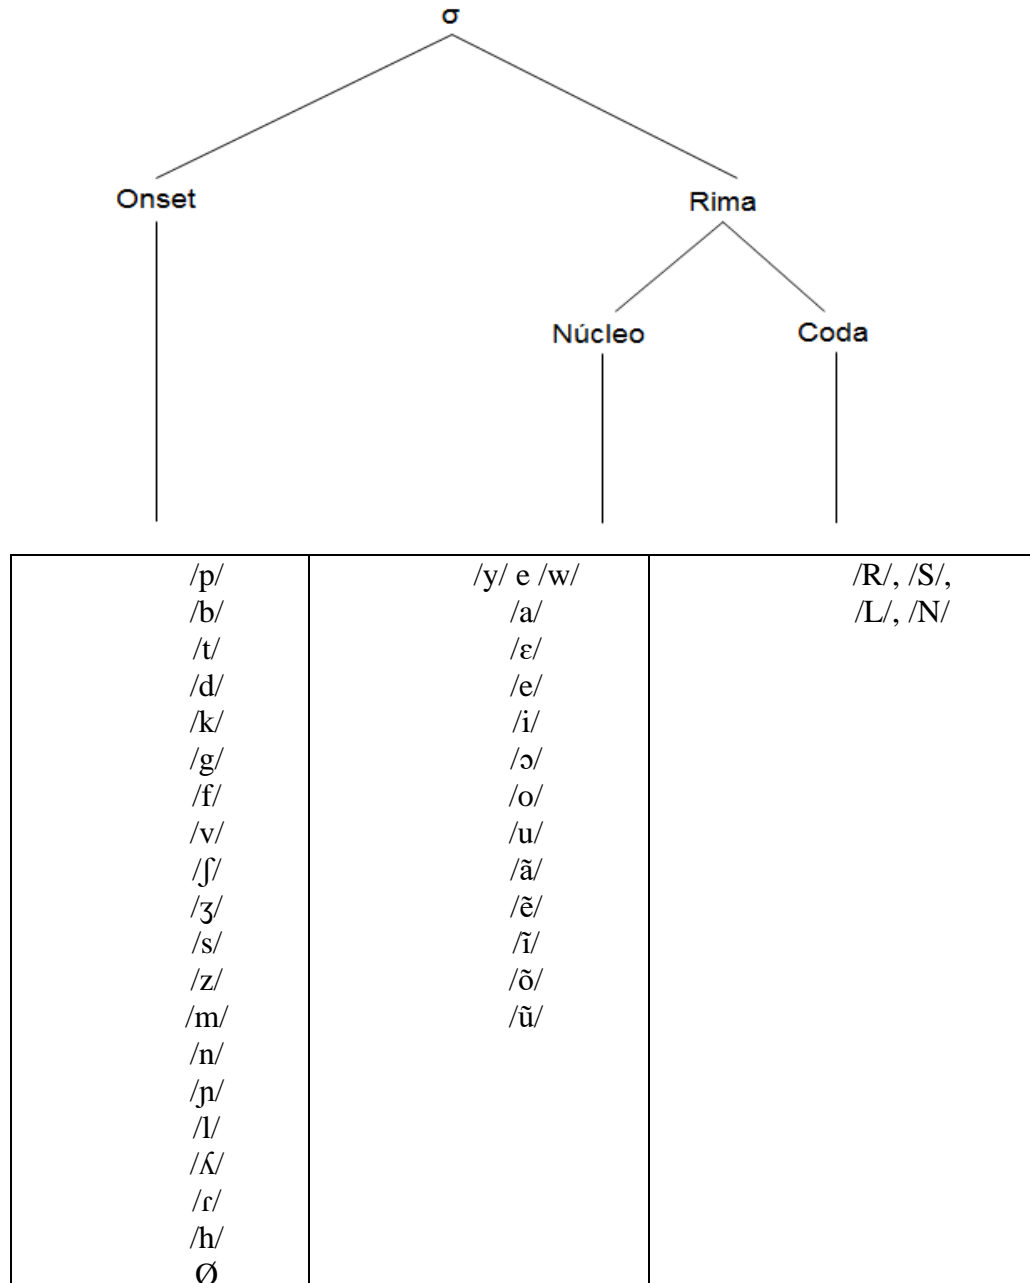 σ
Onset
Rima
Núcleo
Coda
/p/ /y/ e /w/ /R/, /S/,
/b/ /a/ /L/, /N/
/t/ /ɛ/
/d/ /e/
/k/ /i/
/g/ /ɔ/
/f/ /o/
/v/ /u/
/ʃ/ /ã/
/ʒ/ /ẽ/
/s/ /ĩ/
/z/ /õ/
/m/ /ũ/
/n/
/ɲ/
/l/
/ʎ/
/ɾ/
/h/
Ø